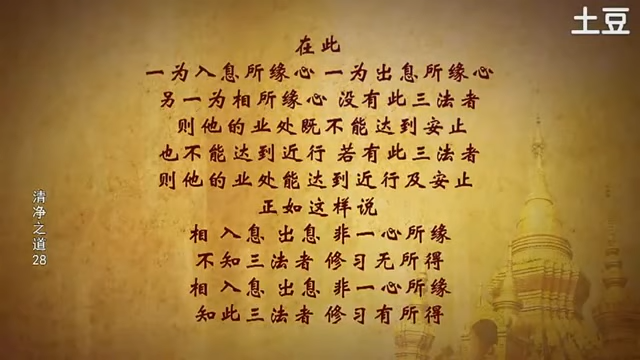 土豆
在此
一为入息所缘心 一为出息所缘心
另一为相所缘心 没有此三法者
则他的业处既不能达到安止
也不能达到近行 若有此三法者
则他的业处能达到近行及安止
正如这样说
相 入息 出息 非一心所缘
不知三法者 修习无所得
相 入息 出息 非一心所缘
知此三法者 修习有所得
清净之道28